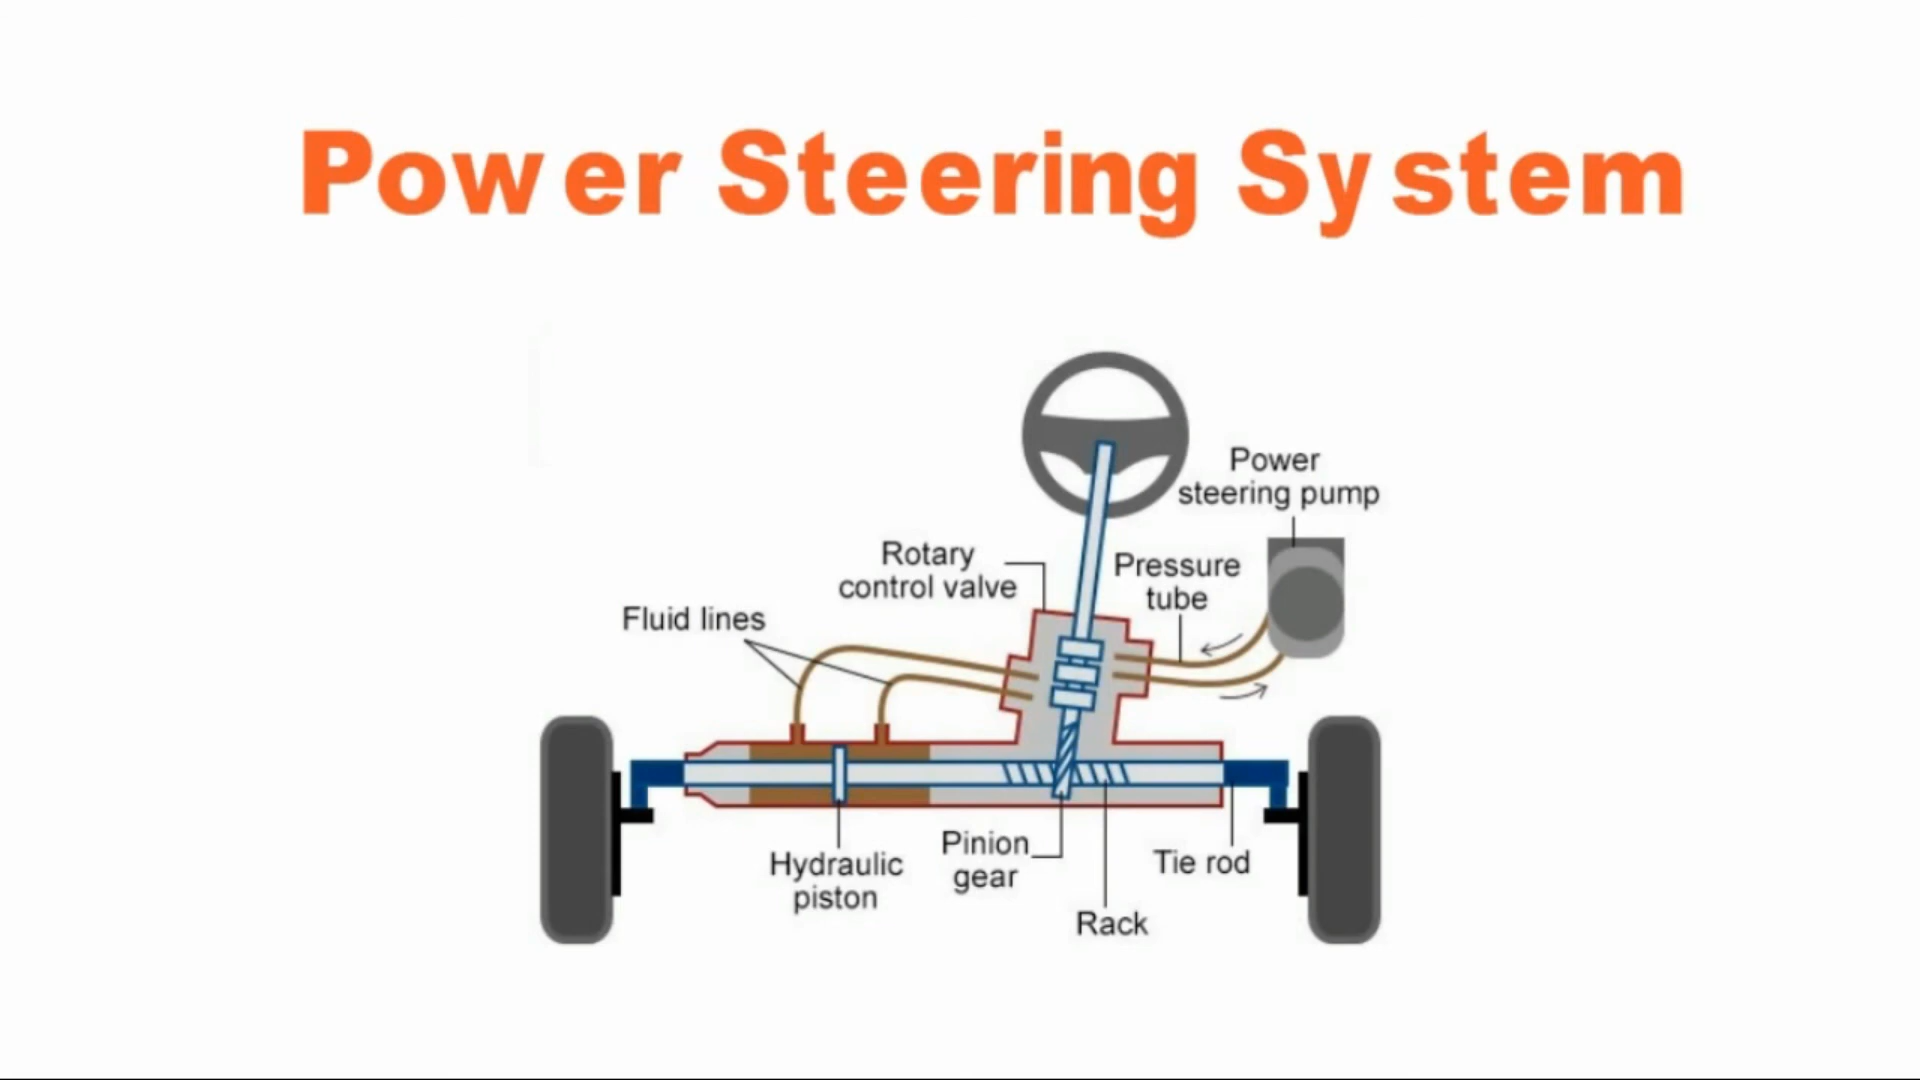 Power Steering System
Power
steering pump
Rotary
control valve
Pressure
tube
Fluid lines
Hydraulic
piston
Pinion
gear
Tie rod
Rack